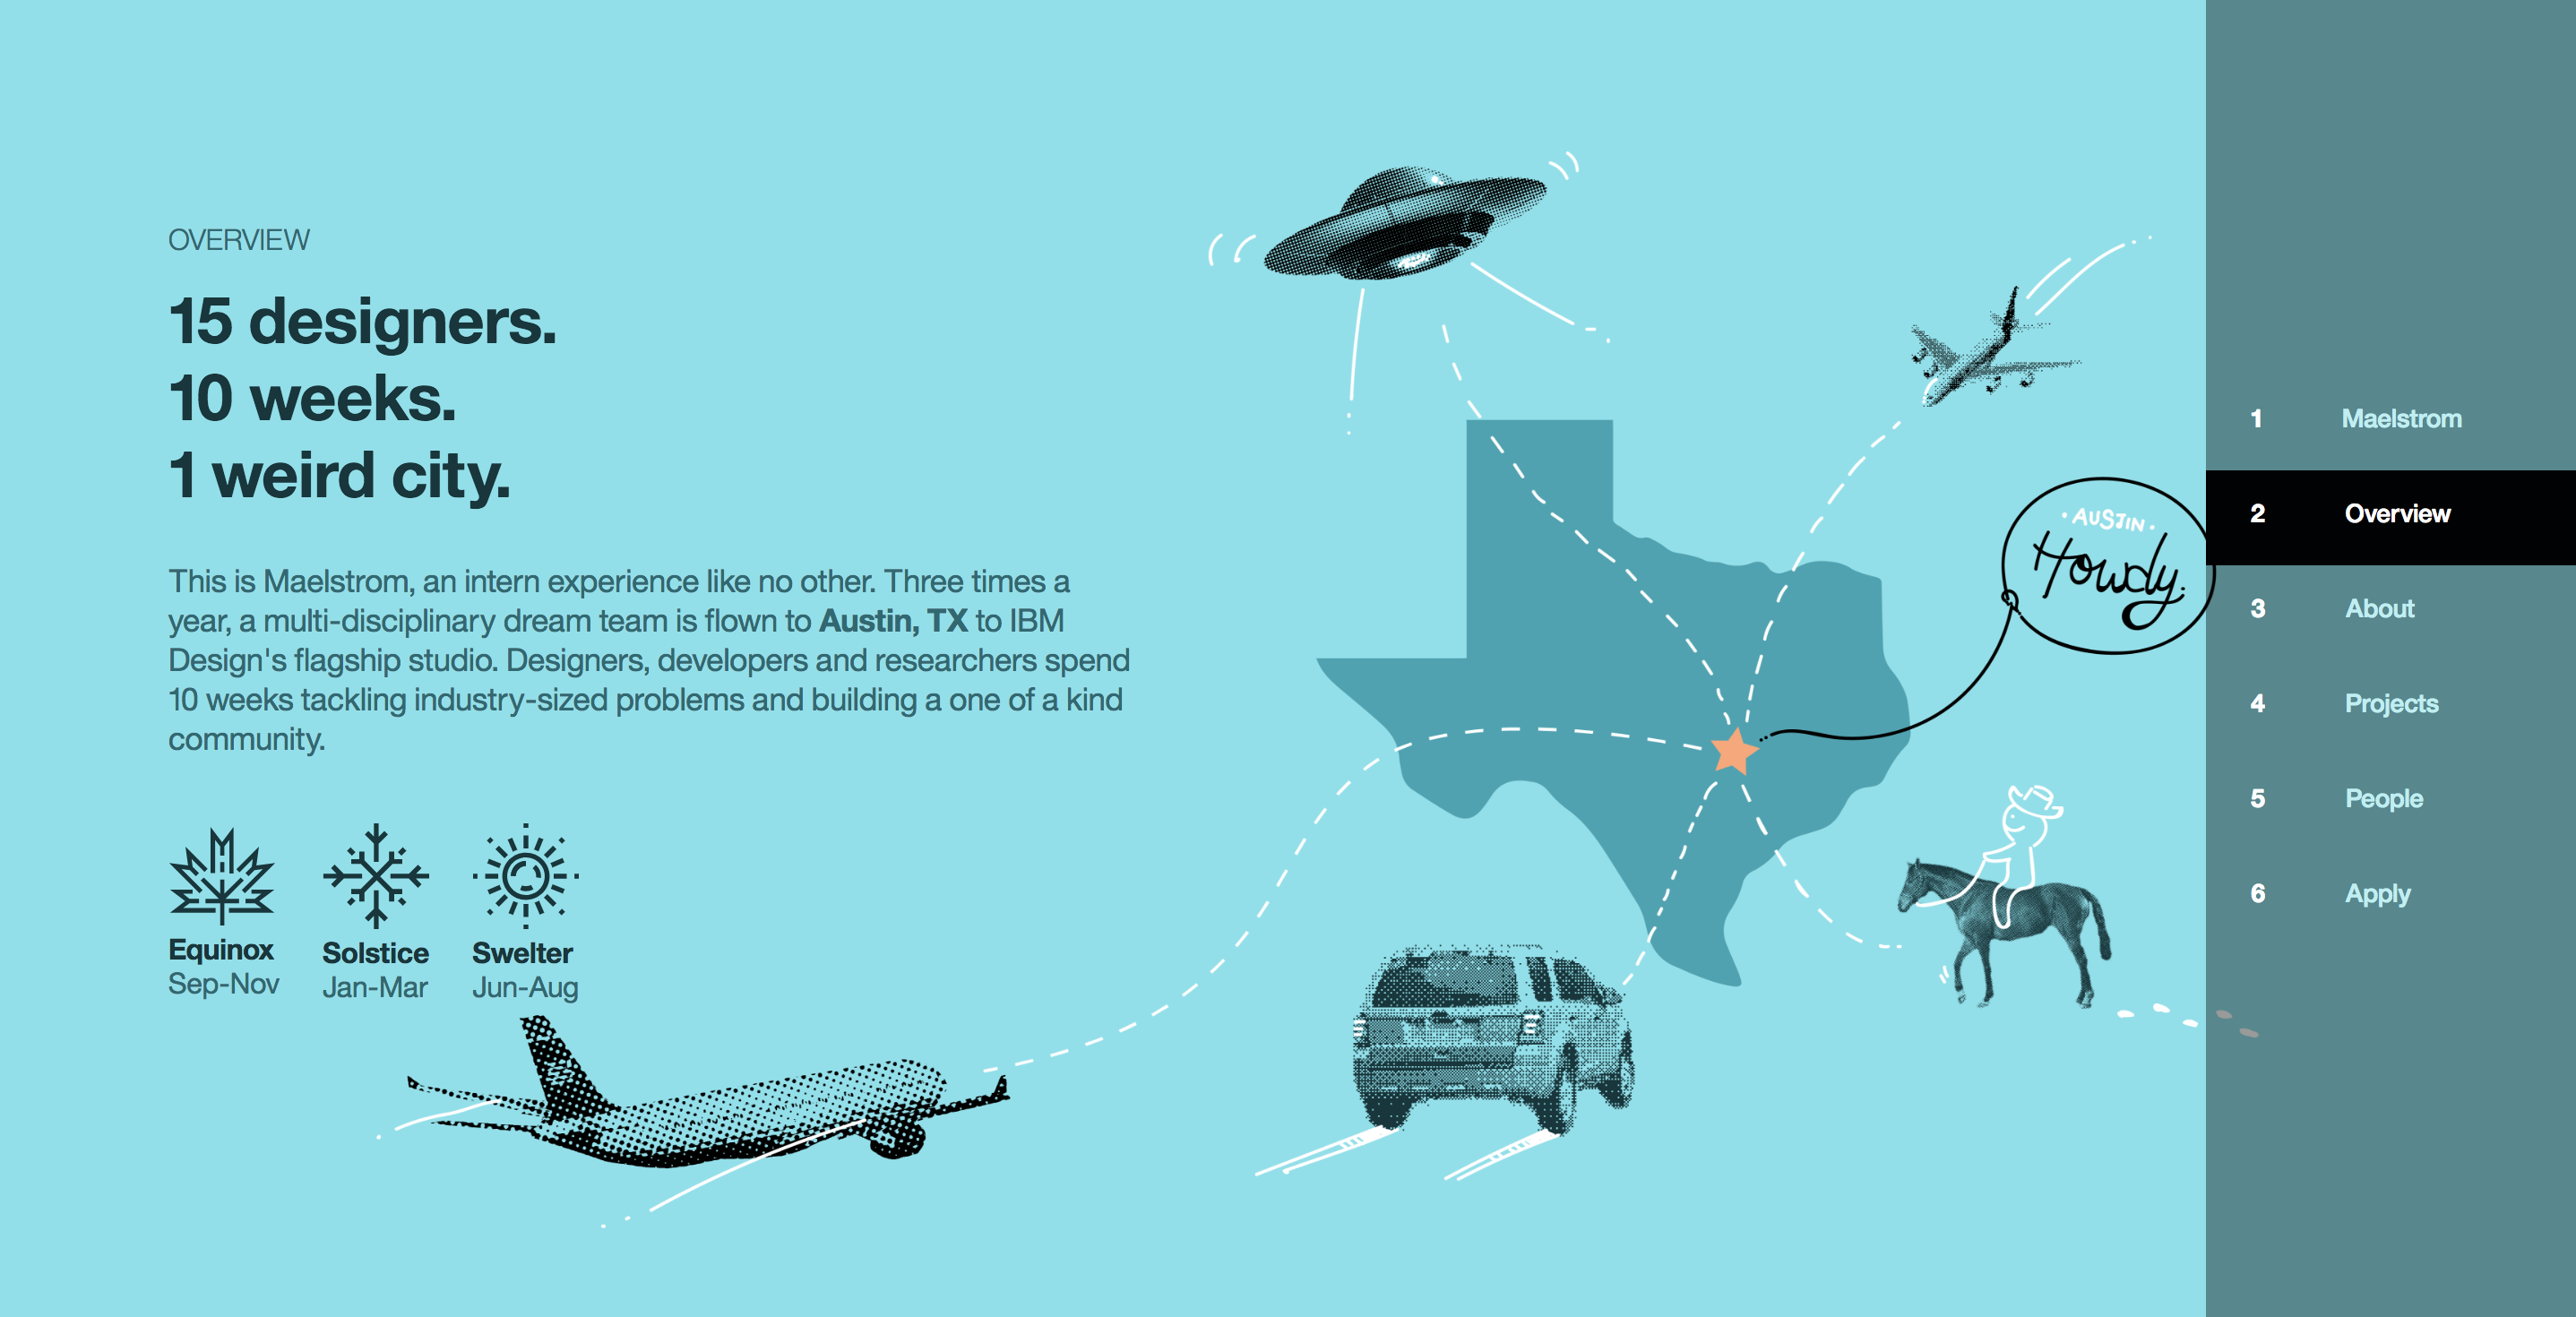 OVERVIEW
15 designers.
10 weeks.
1 weird city.
This is Maelstrom, an intern experience like no other. Three times a
year, a multi-disciplinary dream team is flown to Austin, TX to IBM
Design's flagship studio. Designers, developers and researchers spend
10 weeks tackling industry-sized problems and building a one of a kind
community.
Equinox
Sep-Nov
Solstice
Jan-Mar
Swelter
Jun-Aug
· AUSTIN ·
Howdy.
1 Maelstrom
2 Overview
3 About
4 Projects
5 People
6 Apply